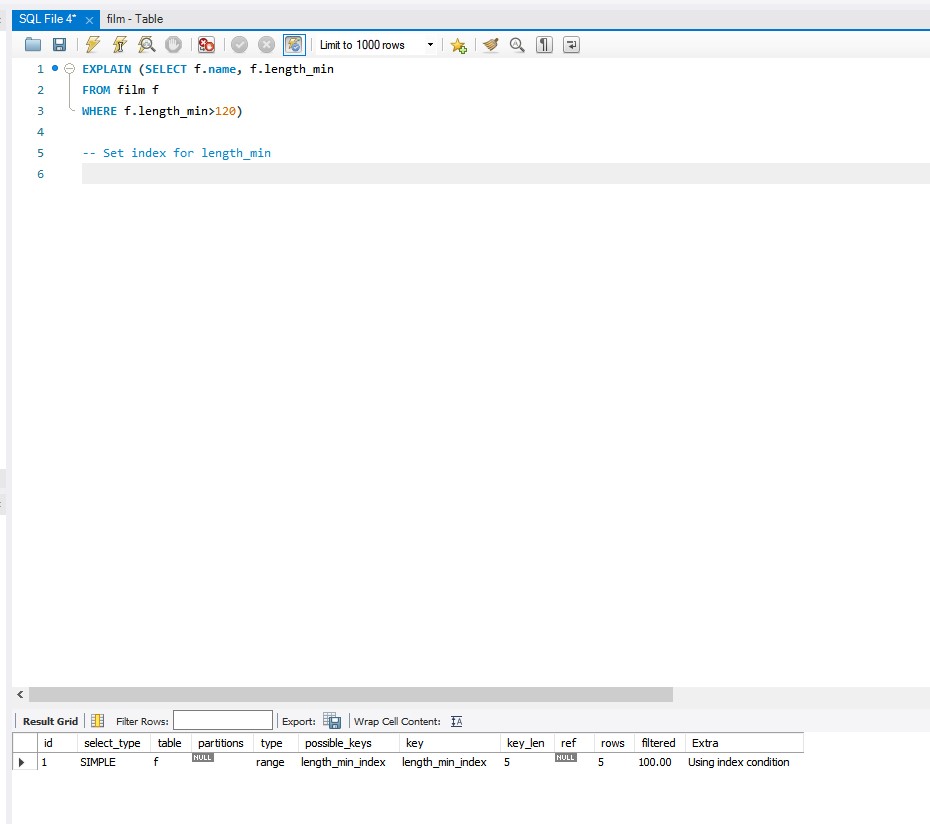 SQL File 4* × film - Table
Limit to 1000 rows
1 EXPLAIN (SELECT f.name, f.length_min
2 FROM film f
3 WHERE f.length_min>120)
4
5 -- Set index for length_min
6
Result Grid Filter Rows: Export: Wrap Cell Content:
id select_type table partitions type possible_keys key key_len ref rows filtered Extra
1 SIMPLE f NULL range length_min_index length_min_index 5 NULL 5 100.00 Using index condition